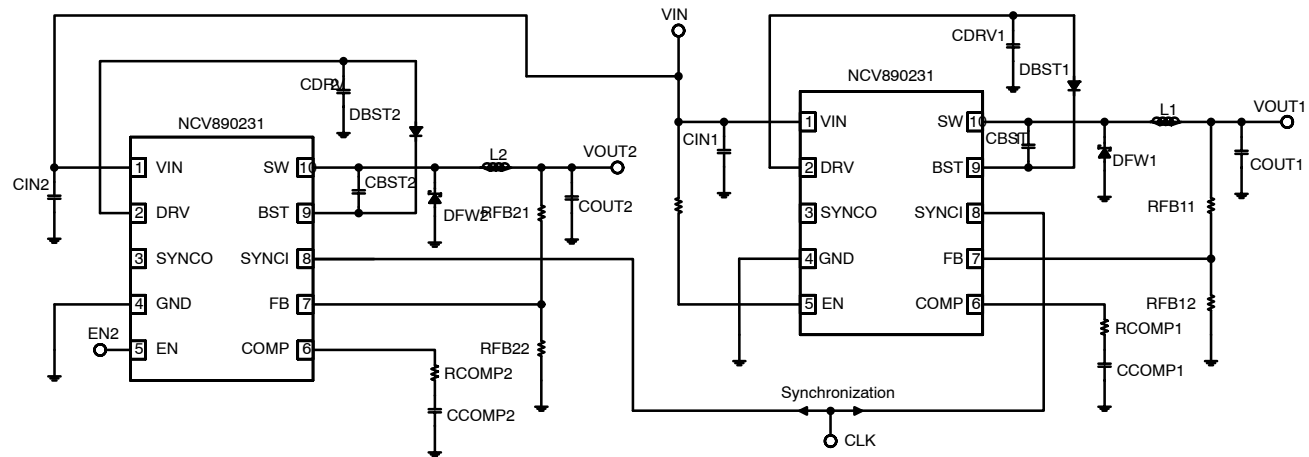 VIN
CDRV1
DBST1
NCV890231
L1
VOUT1
1 VIN
SW 10
CIN1
CBST1
DFW1
COUT1
2 DRV
BST 9
3 SYNCO
SYNCI 8
RFB11
4 GND
FB 7
5 EN
COMP 6
RFB12
RCOMP1
CCOMP1
CDRV2
DBST2
NCV890231
L2
VOUT2
1 VIN
SW 10
CIN2
CBST2
DFW2
COUT2
2 DRV
BST 9
RFB21
3 SYNCO
SYNCI 8
4 GND
FB 7
EN2
5 EN
COMP 6
RFB22
RCOMP2
CCOMP2
Synchronization
CLK